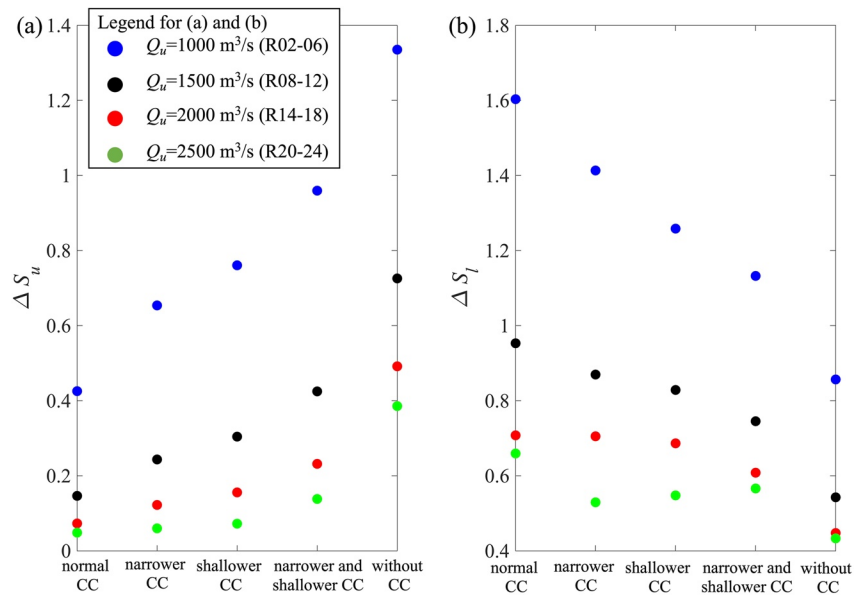 (a)
Legend for (a) and (b)
Qu=1000 m³/s (R02-06)
Qu=1500 m³/s (R08-12)
Qu=2000 m³/s (R14-18)
Qu=2500 m³/s (R20-24)
1.4
1.2
1
0.8
0.6
0.4
0.2
0
Δ Su
normal CC
narrower CC
shallower CC
narrower and shallower CC
without CC
(b)
1.8
1.6
1.4
1.2
1
0.8
0.6
0.4
Δ Sl
normal CC
narrower CC
shallower CC
narrower and shallower CC
without CC